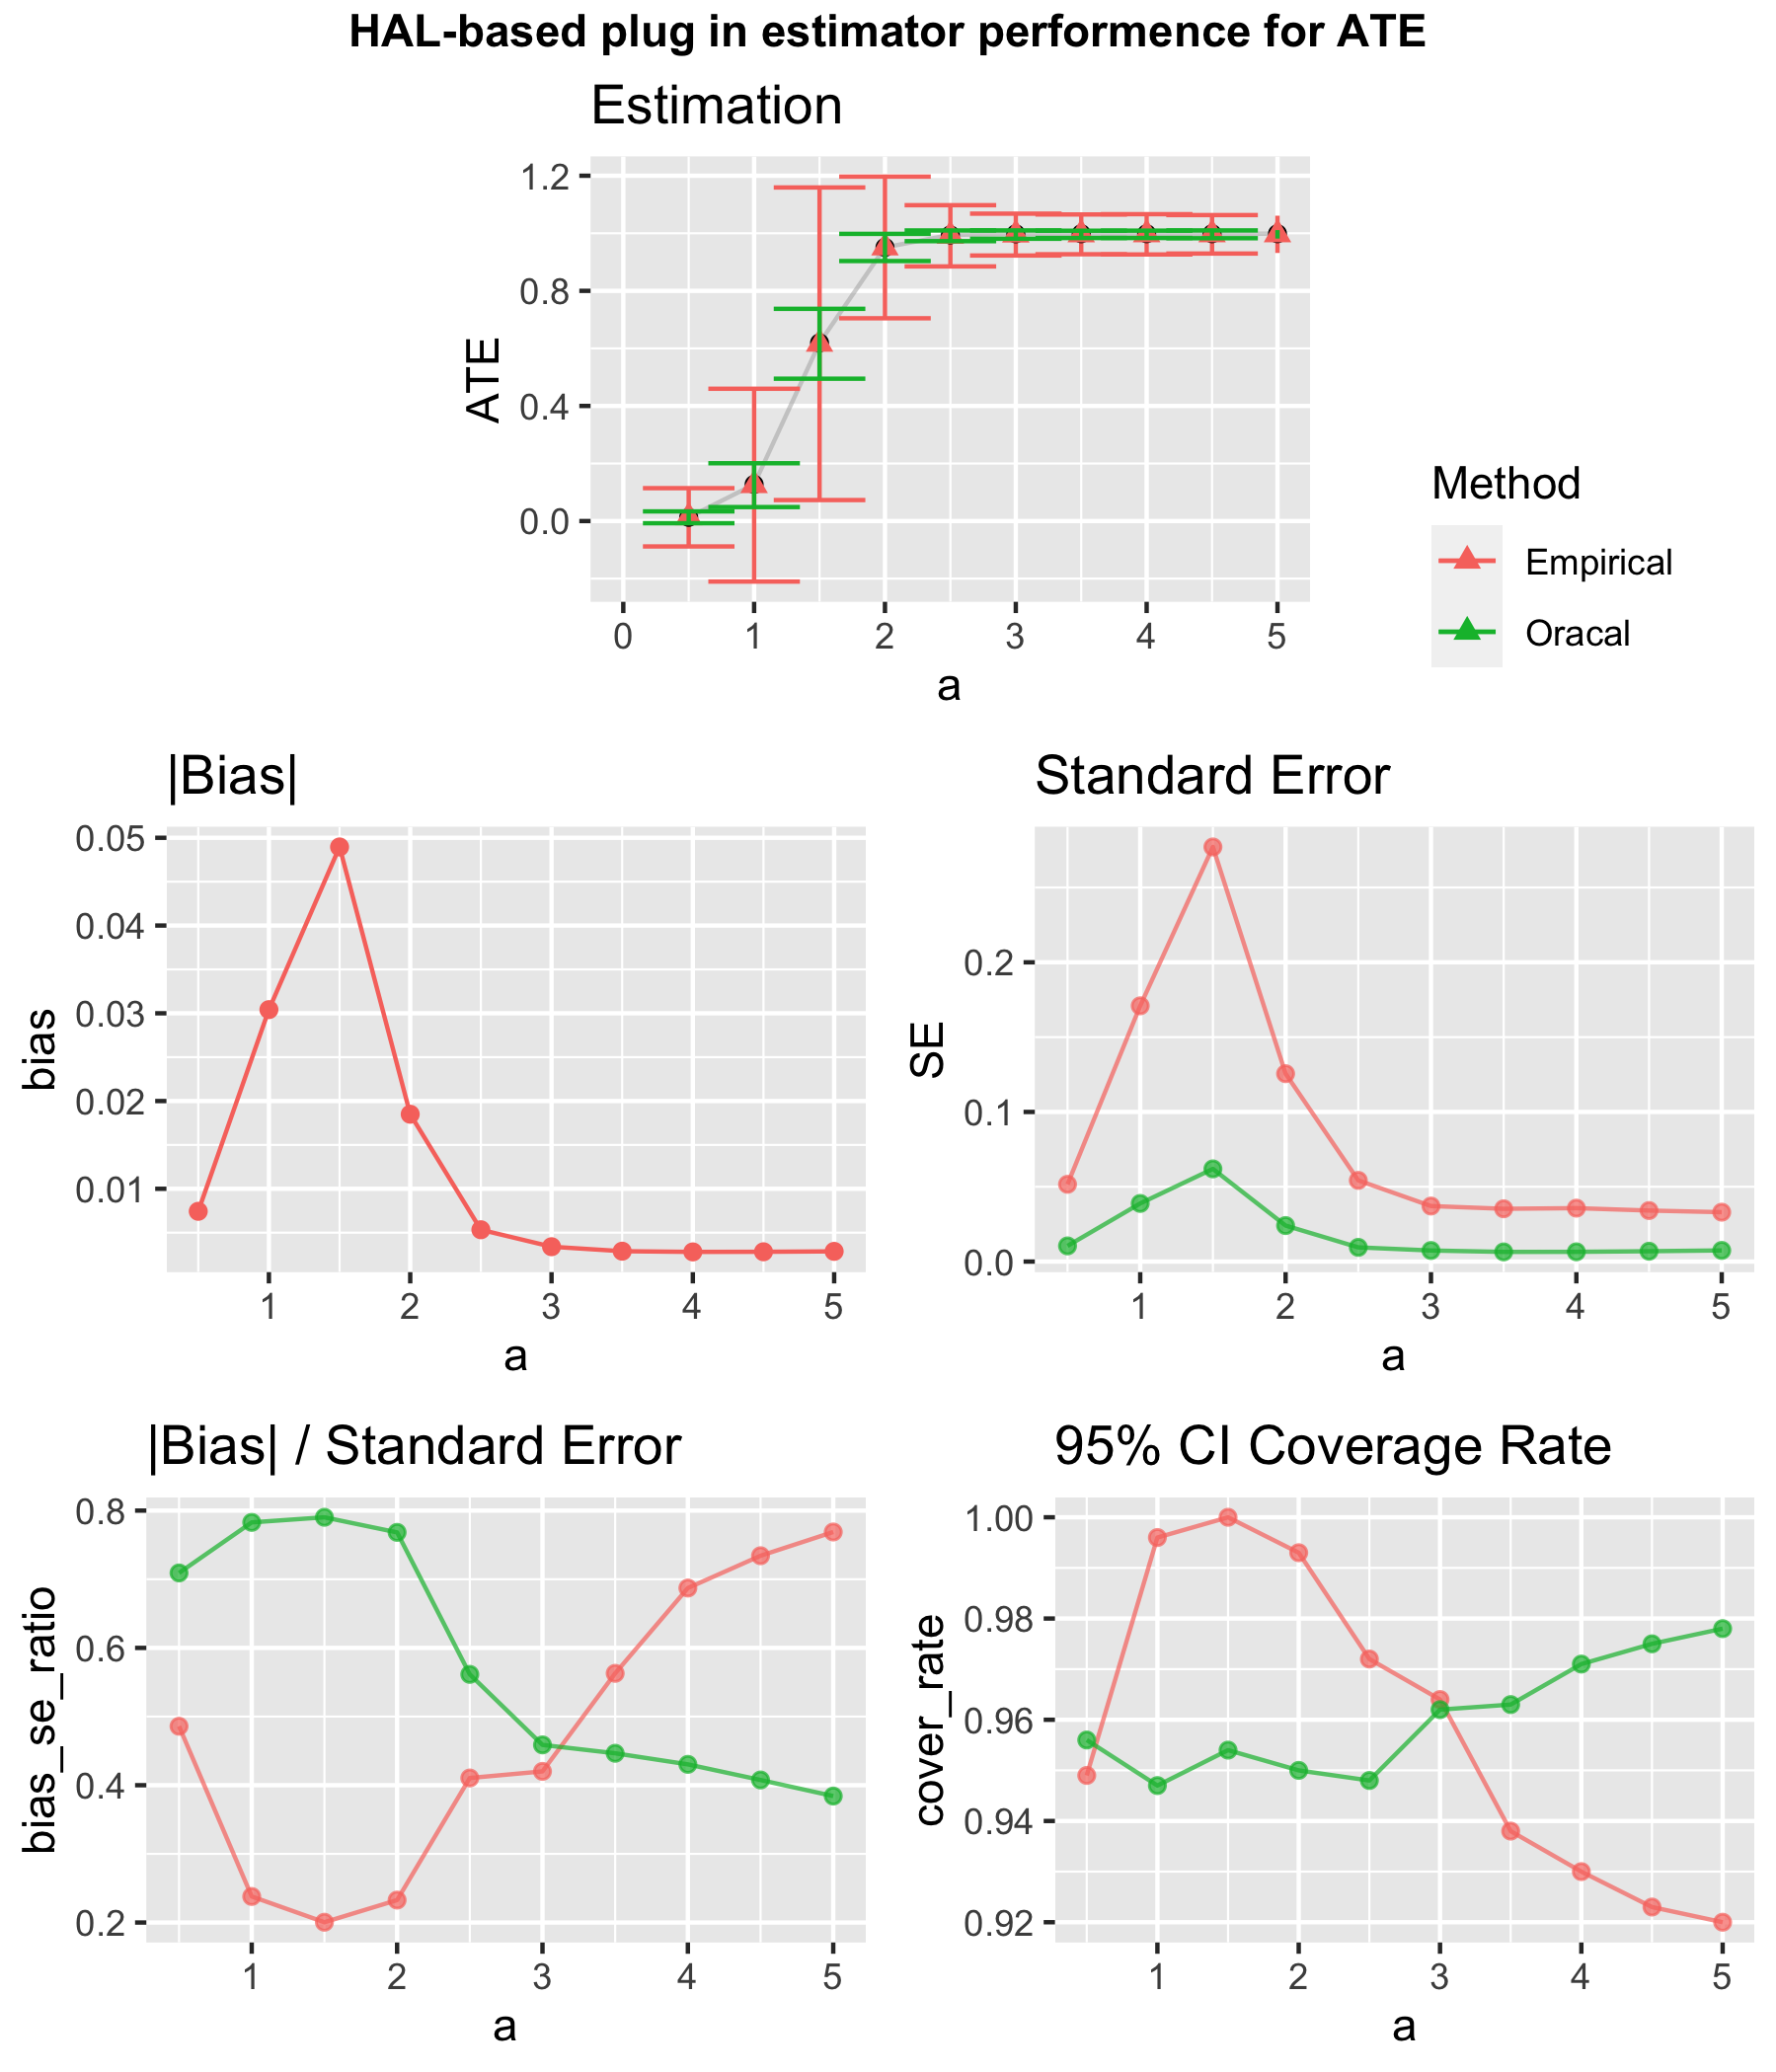 HAL-based plug in estimator performence for ATE
Estimation
1.2
0.8
0.4
0.0
ATE
0 1 2 3 4 5
a
Method
Empirical
Oracal
|Bias|
0.05
0.04
0.03
0.02
0.01
bias
1 2 3 4 5
a
Standard Error
0.2
0.1
0.0
SE
1 2 3 4 5
a
|Bias| / Standard Error
0.8
0.6
0.4
0.2
bias_se_ratio
1 2 3 4 5
a
95% CI Coverage Rate
1.00
0.98
0.96
0.94
0.92
cover_rate
1 2 3 4 5
a